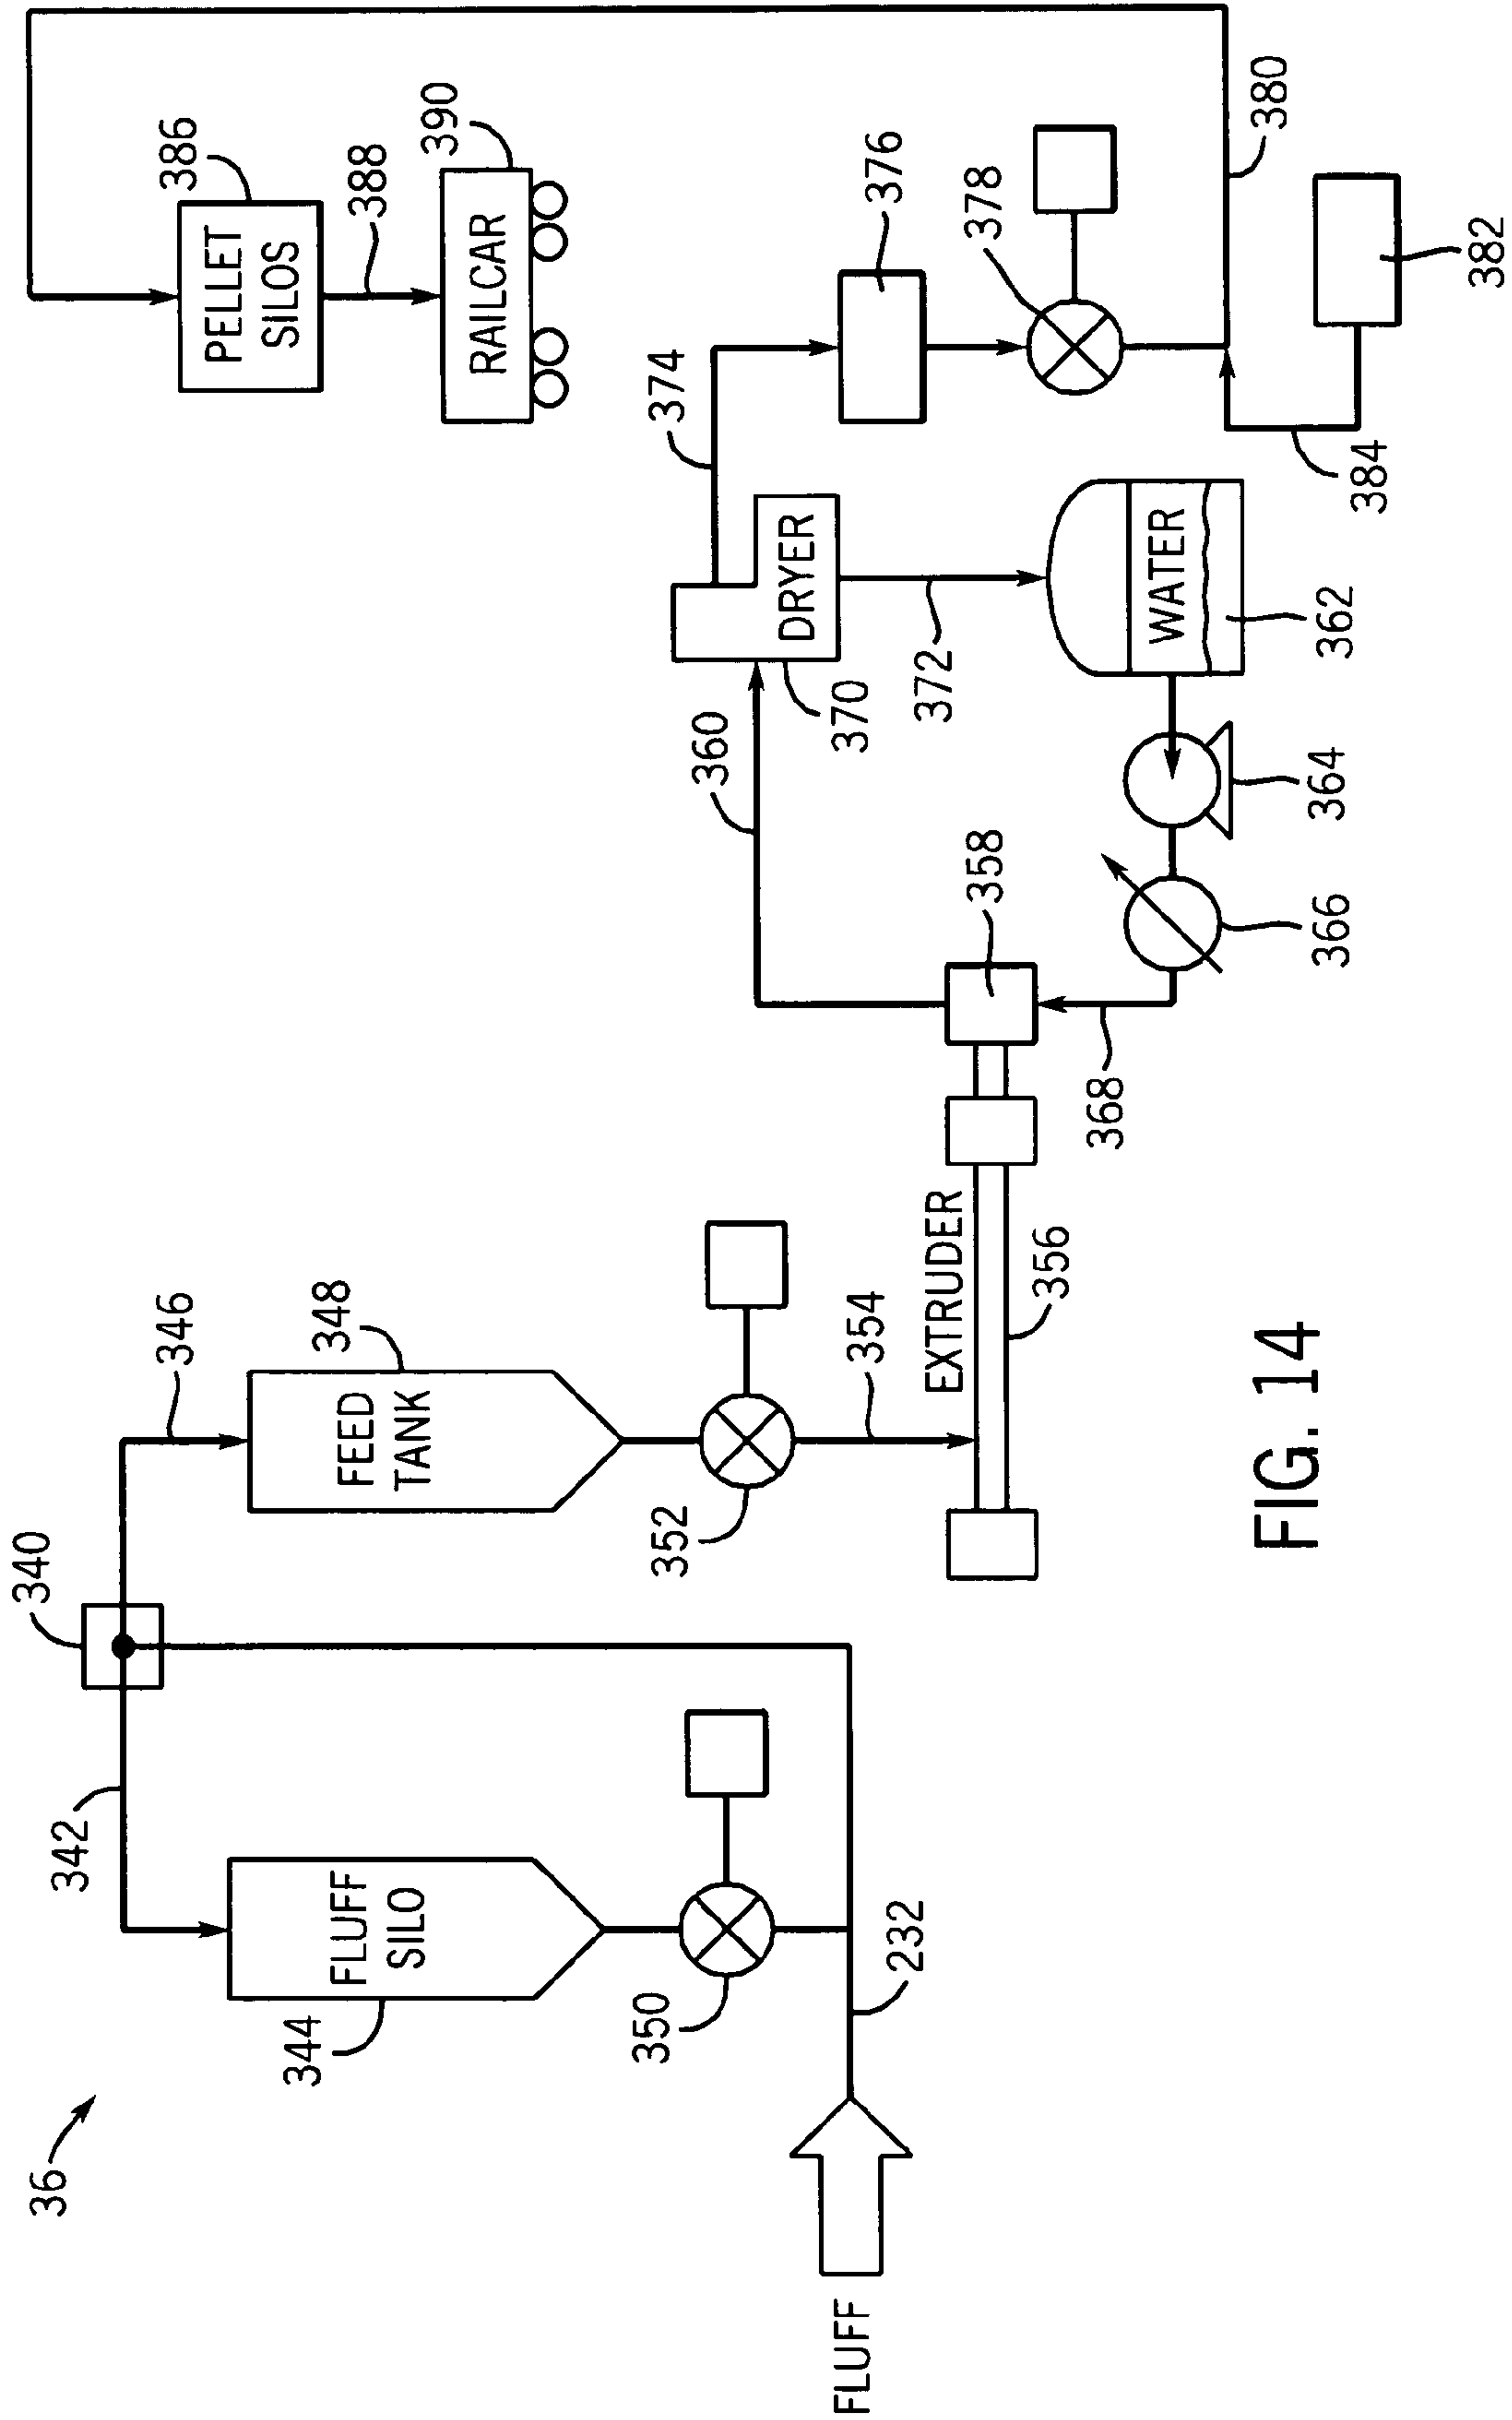 36
FLUFF
232
340
342
344
FLUFF
SILO
350
346
348
FEED
TANK
352
354
EXTRUDER
356
358
360
362
WATER
364
366
368
370
DRYER
372
374
376
378
380
382
384
386
PELLET
SILOS
388
390
RAILCAR
FIG. 14